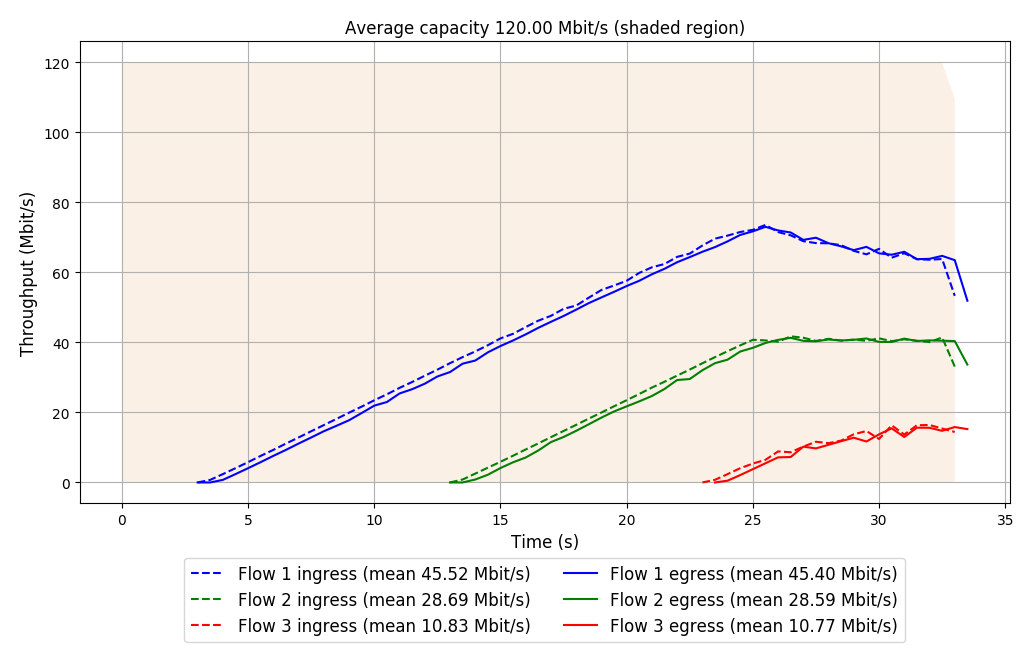 Average capacity 120.00 Mbit/s (shaded region)
120
100
80
60
40
20
0
Throughput (Mbit/s)
0 5 10 15 20 25 30 35
Time (s)
Flow 1 ingress (mean 45.52 Mbit/s) Flow 1 egress (mean 45.40 Mbit/s)
Flow 2 ingress (mean 28.69 Mbit/s) Flow 2 egress (mean 28.59 Mbit/s)
Flow 3 ingress (mean 10.83 Mbit/s) Flow 3 egress (mean 10.77 Mbit/s)